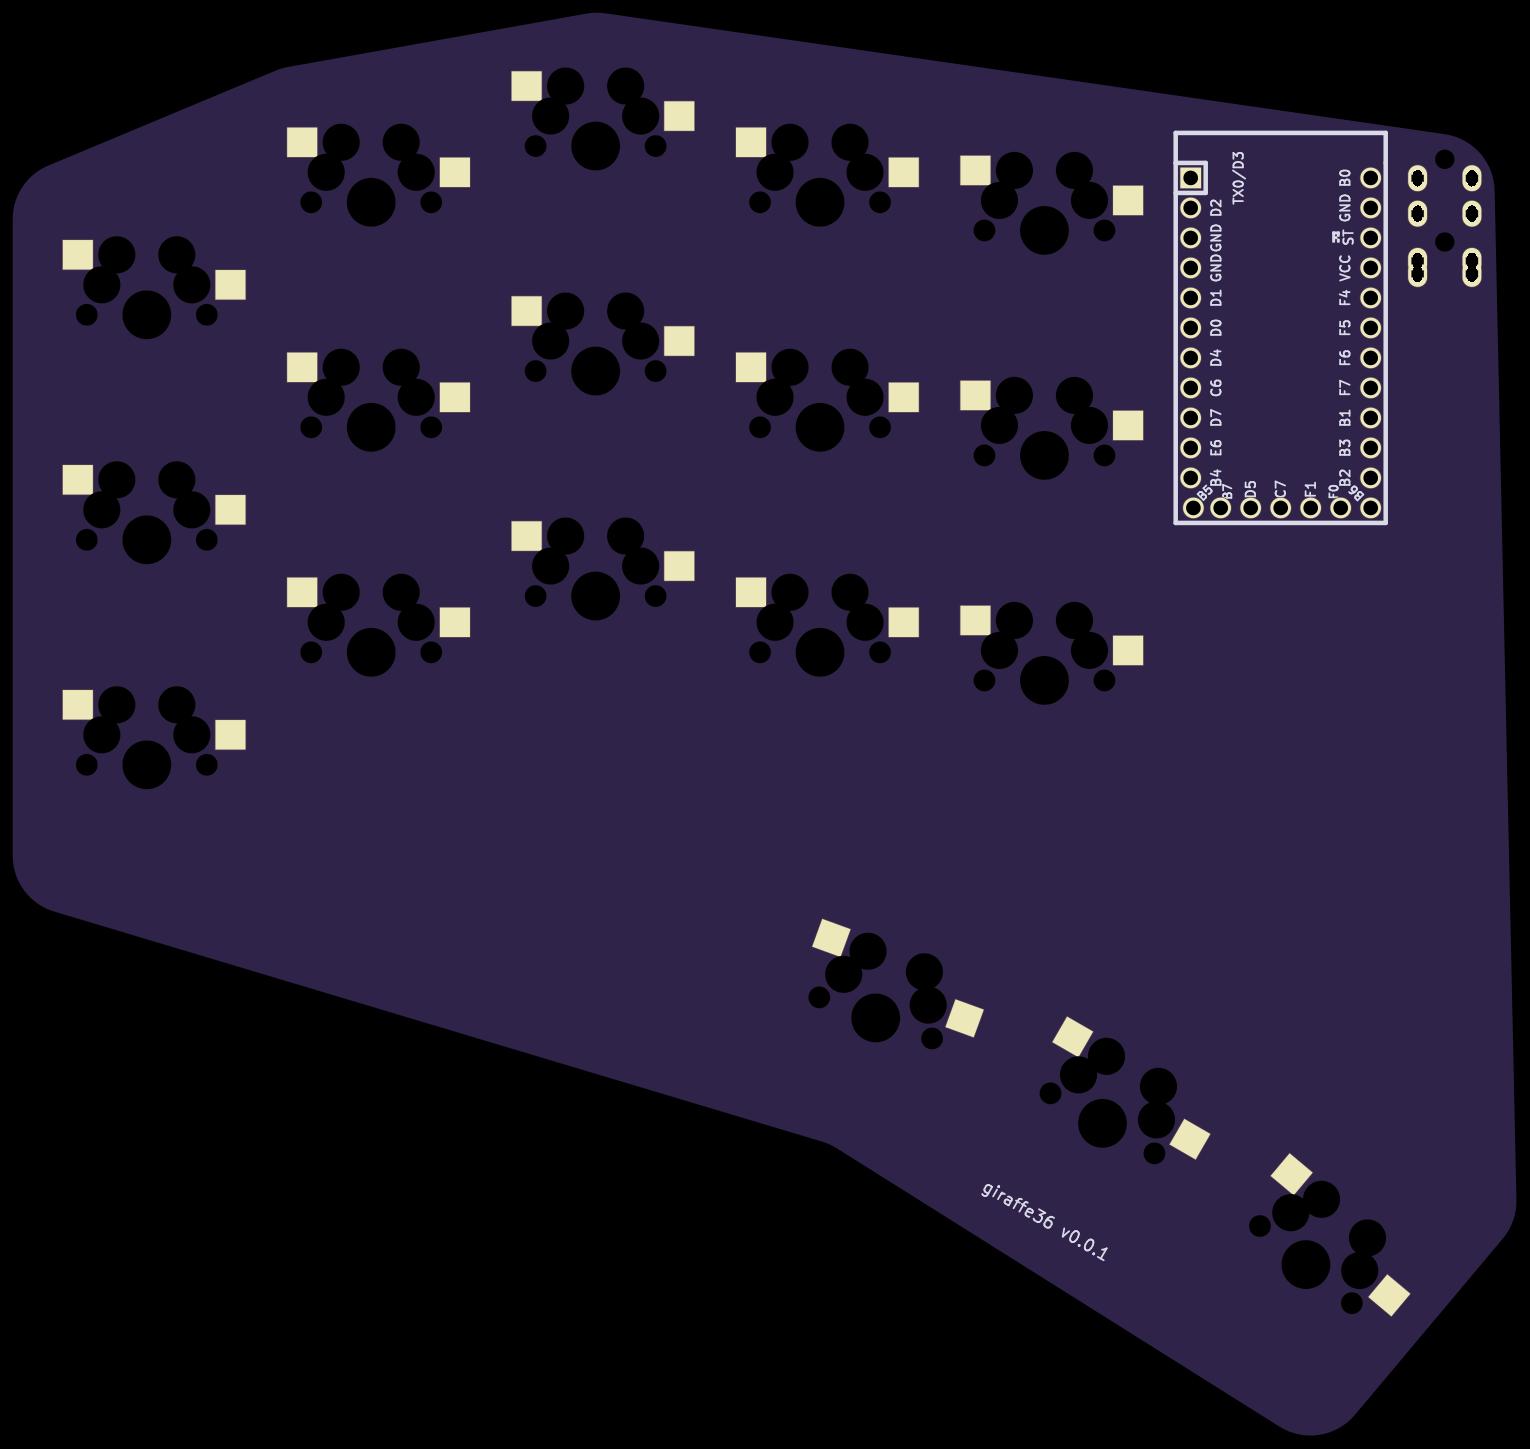 TX0/D3
D2
GND
GND
D1
D0
D4
C6
D7
E6
B4
B0
GND
ST
VCC
F4
F5
F6
F7
B1
B3
B2
B5
B7
D5
C7
F1
F0
B6
giraffe36 v0.0.1